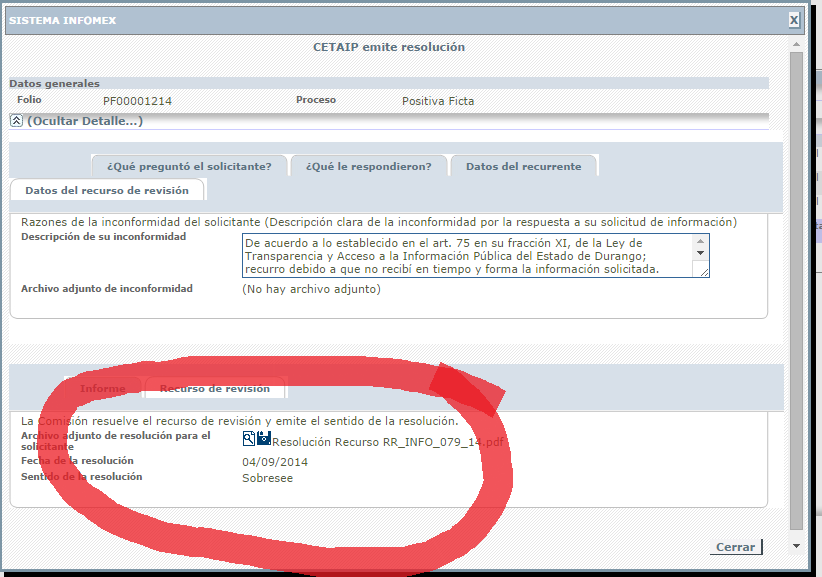 SISTEMA INFOMEX
X
CETAIP emite resolución
Datos generales
Folio PF00001214 Proceso Positiva Ficta
(Ocultar Detalle...)
¿Qué preguntó el solicitante? ¿Qué le respondieron? Datos del recurrente
Datos del recurso de revisión
Razones de la inconformidad del solicitante (Descripción clara de la inconformidad por la respuesta a su solicitud de información)
Descripción de su inconformidad
De acuerdo a lo establecido en el art. 75 en su fracción XI, de la Ley de
Transparencia y Acceso a la Información Pública del Estado de Durango;
recurro debido a que no recibí en tiempo y forma la información solicitada.
Archivo adjunto de inconformidad (No hay archivo adjunto)
Informe Recurso de revisión
La Comisión resuelve el recurso de revisión y emite el sentido de la resolución.
Archivo adjunto de resolución para el
solicitante
Resolución Recurso RR_INFO_079_14.pdf
Fecha de la resolución 04/09/2014
Sentido de la resolución Sobresee
Cerrar